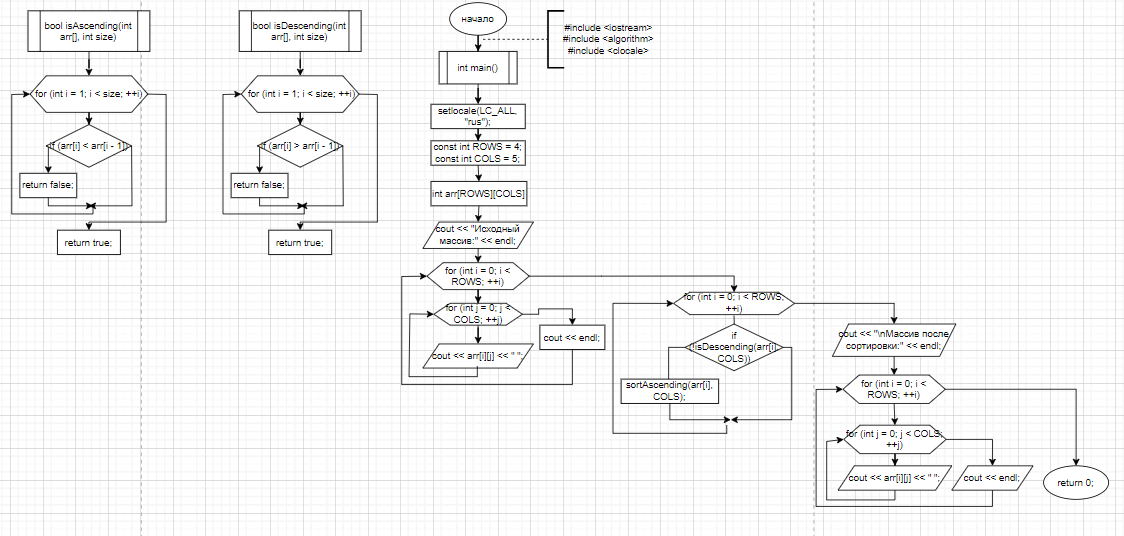 bool isAscending(int
arr[], int size)
for (int i = 1; i < size; ++i)
if (arr[i] < arr[i - 1])
return false;
return true;
bool isDescending(int
arr[], int size)
for (int i = 1; i < size; ++i)
if (arr[i] > arr[i - 1])
return false;
return true;
начало
#include <iostream>
#include <algorithm>
#include <clocale>
int main()
setlocale(LC_ALL,
"rus");
const int ROWS = 4;
const int COLS = 5;
int arr[ROWS][COLS]
cout << "Исходный
массив:" << endl;
for (int i = 0; i <
ROWS; ++i)
for (int j = 0; j <
COLS; ++j)
cout << arr[i][j] << " ";
cout << endl;
for (int i = 0; i < ROWS;
++i)
if
(!isDescending(arr[i],
COLS))
sortAscending(arr[i],
COLS);
cout << "\nМассив после
сортировки:" << endl;
for (int i = 0; i <
ROWS; ++i)
for (int j = 0; j < COLS;
++j)
cout << arr[i][j] << " ";
cout << endl;
return 0;